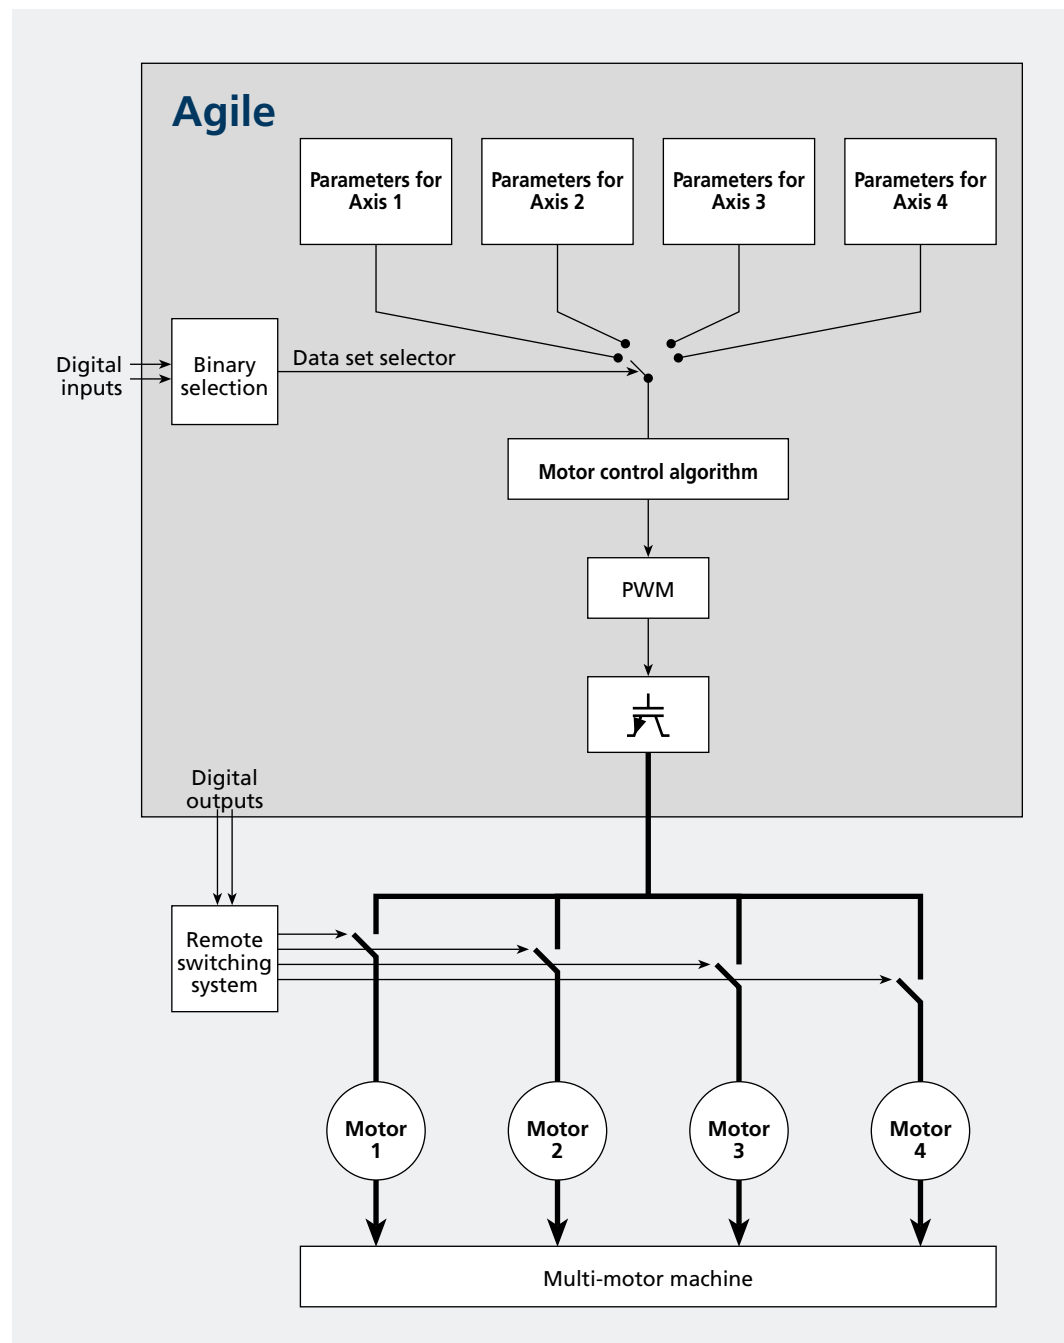 Agile
Parameters for
Axis 1
Parameters for
Axis 2
Parameters for
Axis 3
Parameters for
Axis 4
Digital
inputs
Binary
selection
Data set selector
Motor control algorithm
PWM
Digital
outputs
Remote
switching
system
Motor
1
Motor
2
Motor
3
Motor
4
Multi-motor machine